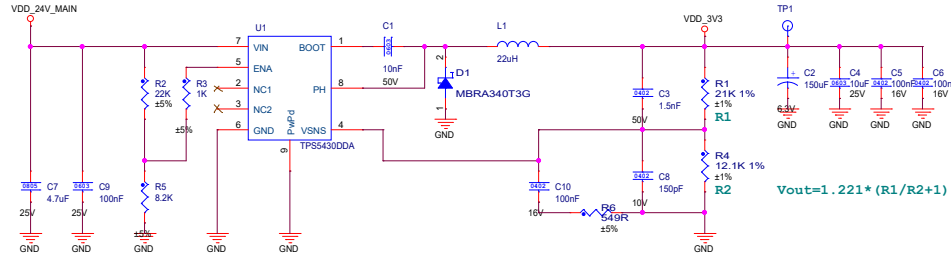 VDD_24V_MAIN
U1
C1
L1
VDD_3V3
TP1
7
VIN
BOOT
1
0603
10nF
50V
22uH
5
ENA
2
NC1
PH
8
3
NC2
6
GND
VSNS
4
PwPd
9
TPS5430DDA
R2
22K
±5%
R3
1K
±5%
2
D1
MBRA340T3G
1
GND
0402
C3
1.5nF
50V
R1
21K 1%
±1%
R1
C2
150uF
6.3V
GND
0603
C4
10uF
25V
GND
0402
C5
100nF
16V
GND
0402
C6
100nF
16V
GND
0805
C7
4.7uF
25V
GND
0603
C9
100nF
25V
GND
R5
8.2K
±5%
GND
GND
GND
0402
C10
100nF
16V
R6
549R
±5%
0402
C8
150pF
10V
R4
12.1K 1%
±1%
R2
GND
Vout=1.221*(R1/R2+1)